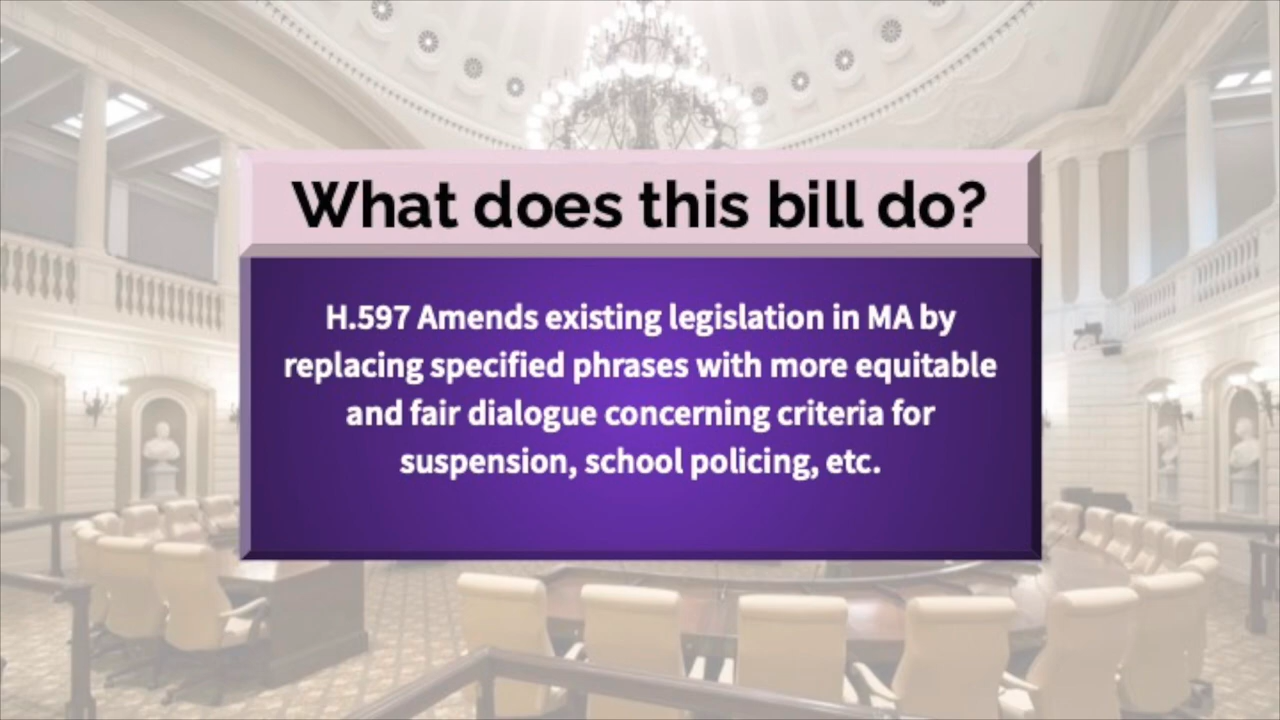 What does this bill do?
H.597 Amends existing legislation in MA by
replacing specified phrases with more equitable
and fair dialogue concerning criteria for
suspension, school policing, etc.